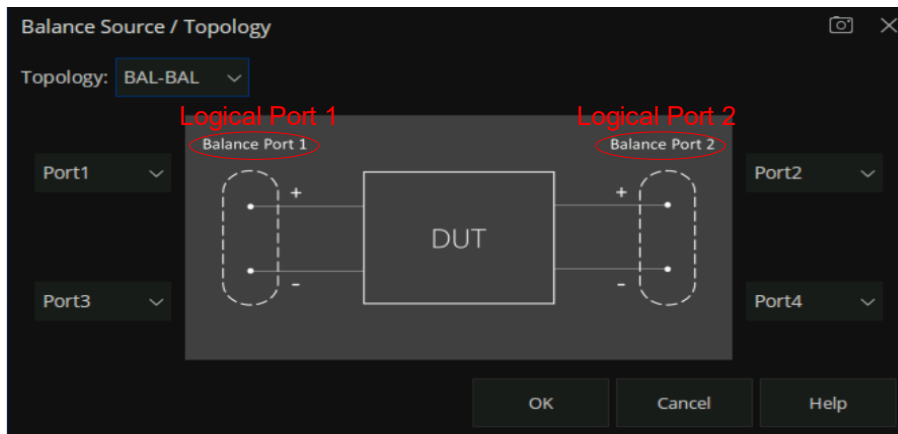 Balance Source / Topology
Topology: BAL-BAL
Logical Port 1 Logical Port 2
Balance Port 1 Balance Port 2
Port1 Port2
+ +
DUT
- -
Port3 Port4
OK Cancel Help